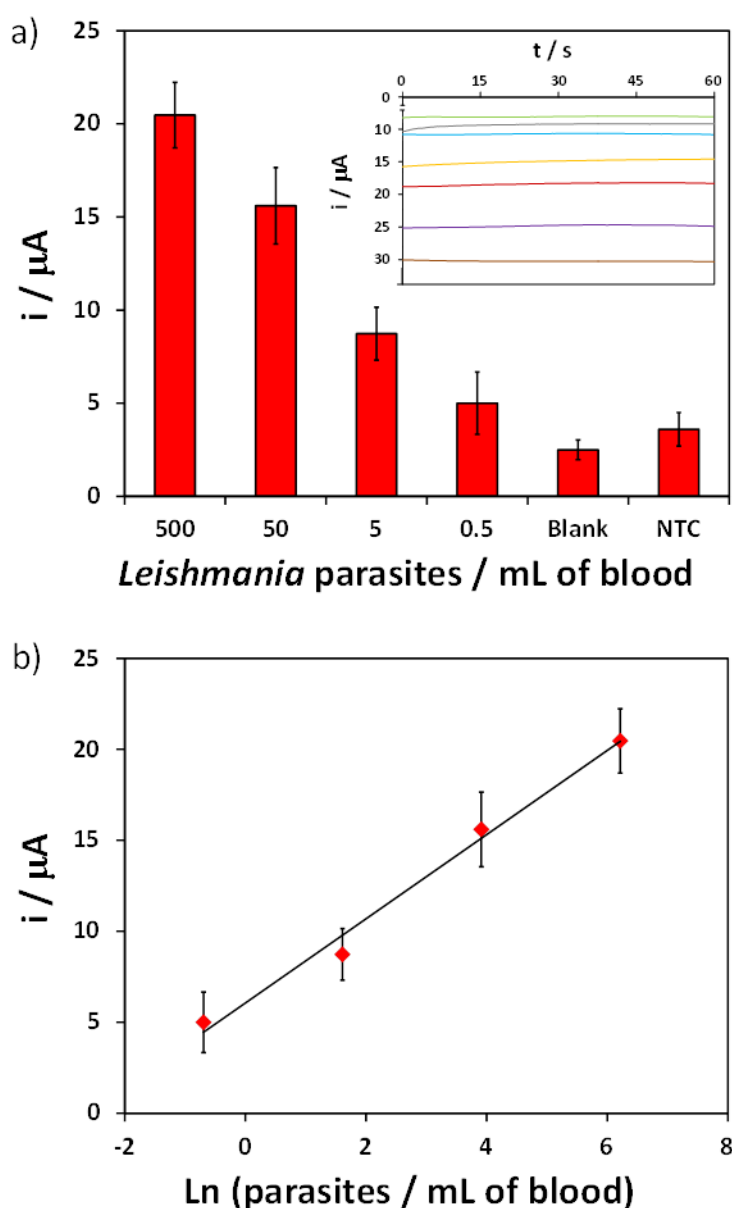 a)
25
20
15
10
5
0
i / μA
t / s
0 15 30 45 60
0
10
15
20
25
30
i / μA
500 50 5 0.5 Blank NTC
Leishmania parasites / mL of blood
b)
25
20
15
10
5
0
i / μA
-2 0 2 4 6 8
Ln (parasites / mL of blood)